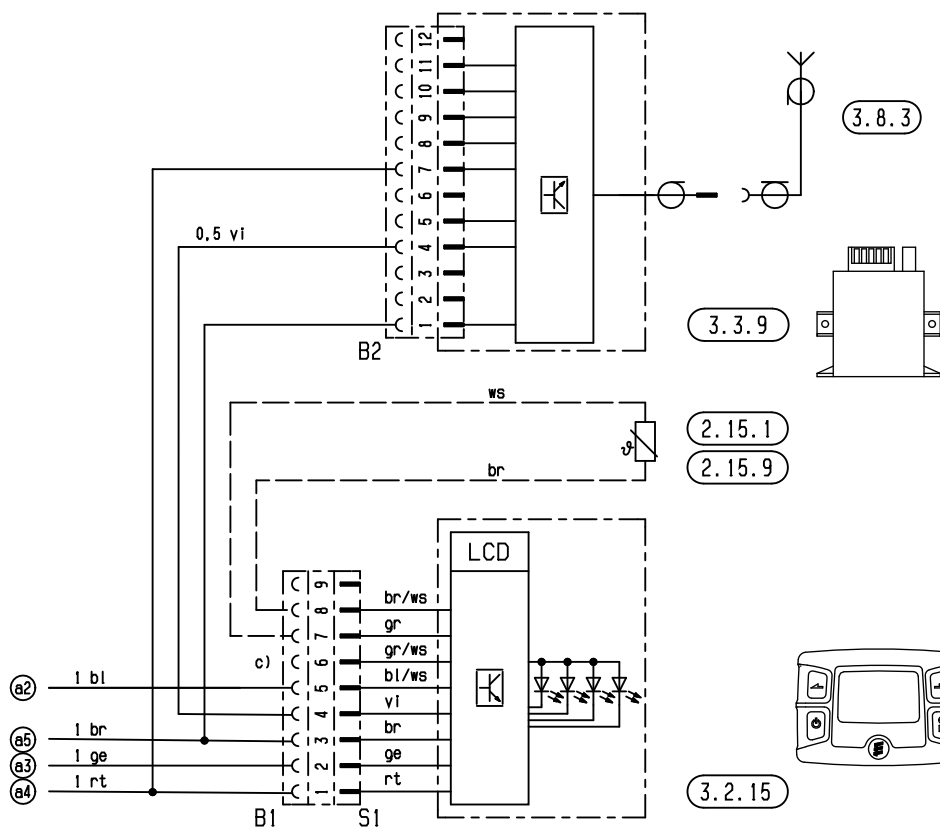 12
11
10
9
8
7
6
5
4
3
2
1
B2
3.8.3
0,5 vi
3.3.9
ws
ϑ
2.15.1
br
2.15.9
LCD
9
8 br/ws
7 gr
c) 6 gr/ws
a2 1 bl 5 bl/ws
4 vi
a5 1 br 3 br
a3 1 ge 2 ge
a4 1 rt 1 rt
3.2.15
B1 S1